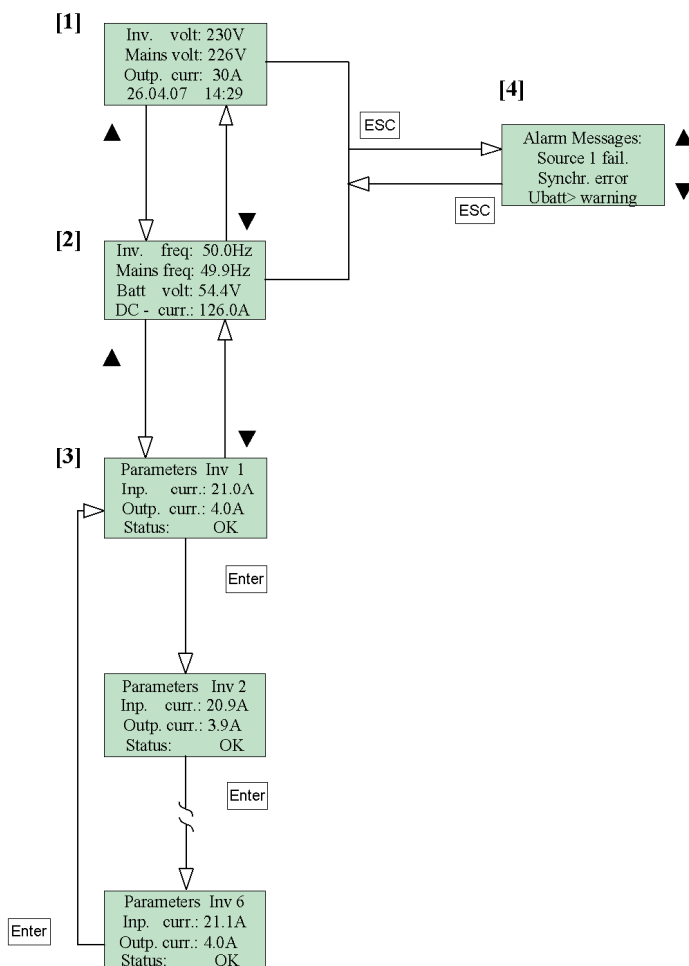 [1]
Inv. volt: 230V
Mains volt: 226V
Outp. curr: 30A
26.04.07 14:29
ESC
[4]
Alarm Messages:
Source 1 fail.
Synchr. error
Ubatt> warning
ESC
[2]
Inv. freq: 50.0Hz
Mains freq: 49.9Hz
Batt volt: 54.4V
DC - curr.: 126.0A
[3]
Parameters Inv 1
Inp. curr.: 21.0A
Outp. curr.: 4.0A
Status: OK
Enter
Parameters Inv 2
Inp. curr.: 20.9A
Outp. curr.: 3.9A
Status: OK
Enter
Parameters Inv 6
Inp. curr.: 21.1A
Outp. curr.: 4.0A
Status: OK
Enter